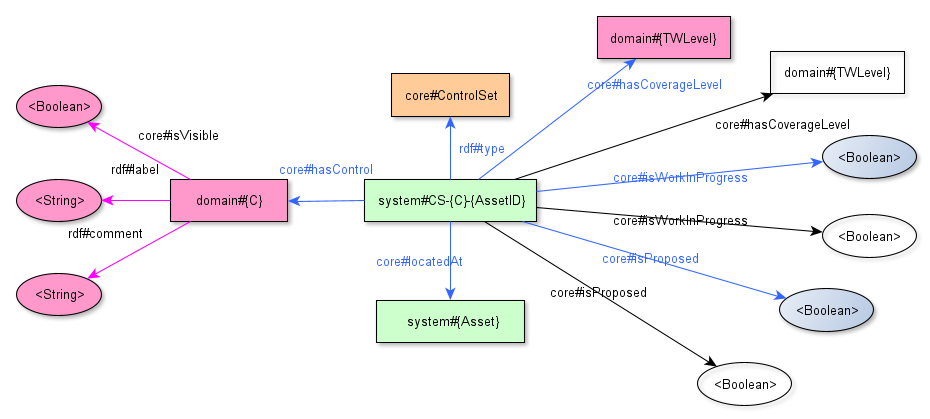 domain#{TWLevel}
domain#{TWLevel}
core#hasCoverageLevel
core#ControlSet
<Boolean>
core#hasCoverageLevel
core#isVisible
rdf#type
<Boolean>
rdf#label
core#hasControl
core#isWorkInProgress
<String>
domain#{C}
system#CS-{C}-{AssetID}
core#isWorkInProgress
rdf#comment
<Boolean>
core#locatedAt
core#isProposed
<String>
core#isProposed
<Boolean>
system#{Asset}
<Boolean>